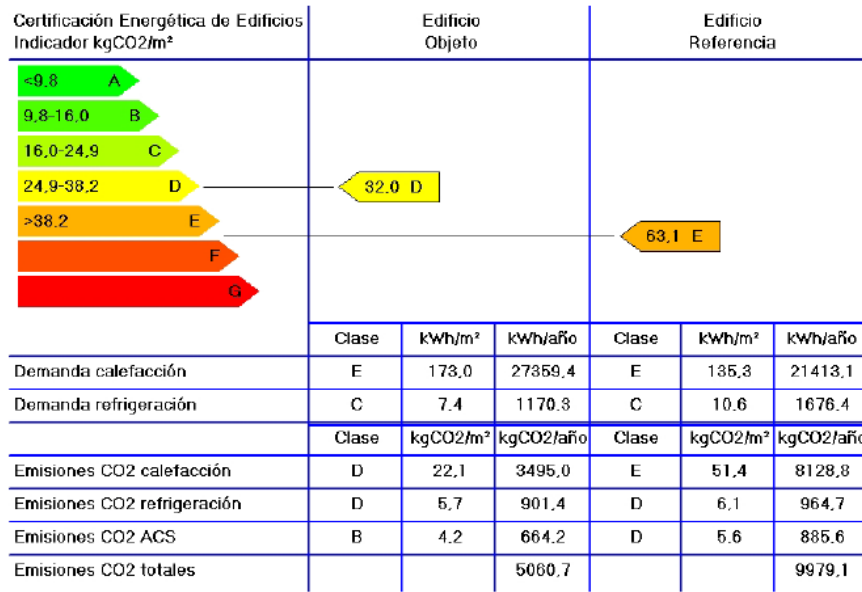 Certificación Energética de Edificios
Indicador kgCO2/m²
Edificio
Objeto
Edificio
Referencia
<9,8 A
9,8-16,0 B
16,0-24,9 C
24,9-38,2 D
32,0 D
>38,2 E
63,1 E
F
G
Clase kWh/m² kWh/año Clase kWh/m² kWh/año
Demanda calefacción E 173,0 27359,4 E 135,3 21413,1
Demanda refrigeración C 7,4 1170,3 C 10,6 1676,4
Clase kgCO2/m² kgCO2/año Clase kgCO2/m² kgCO2/año
Emisiones CO2 calefacción D 22,1 3495,0 E 51,4 8128,8
Emisiones CO2 refrigeración D 5,7 901,4 D 6,1 964,7
Emisiones CO2 ACS B 4,2 664,2 D 5,6 885,6
Emisiones CO2 totales 5060,7 9979,1